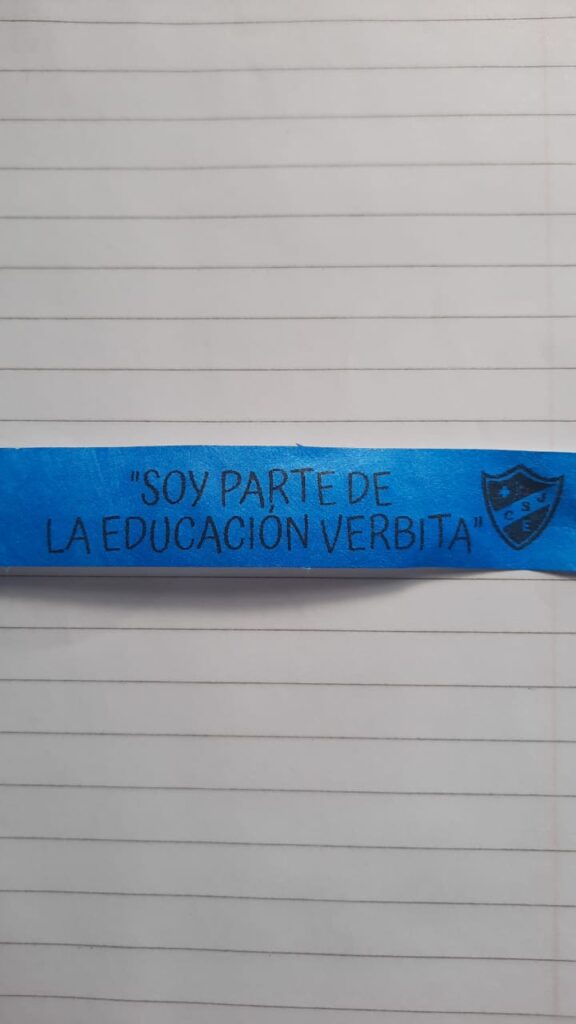 "SOY PARTE DE
LA EDUCACIÓN VERBITA"
C S J
E